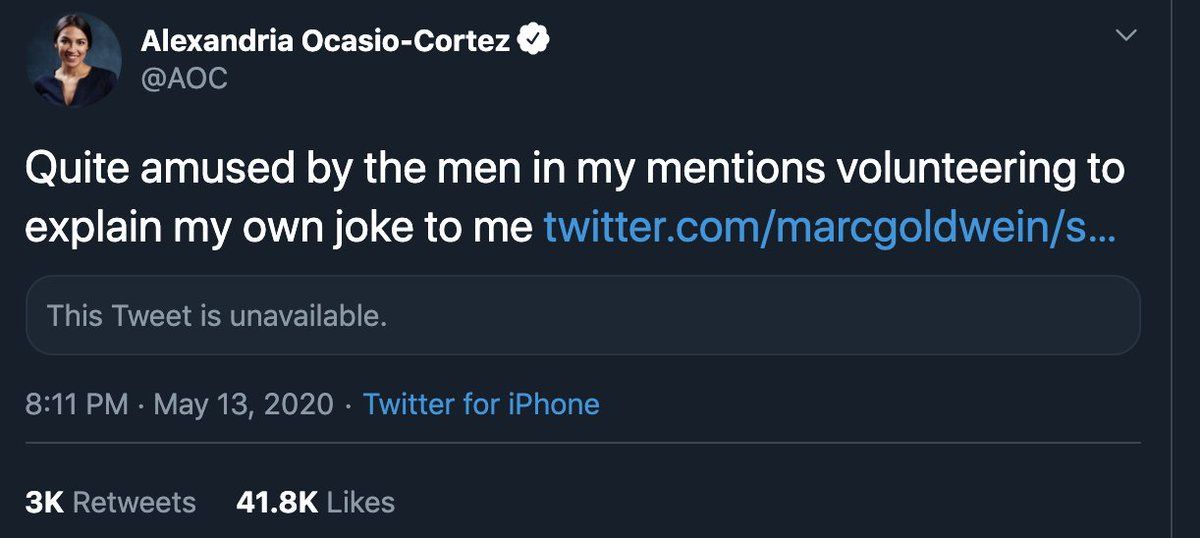 Alexandria Ocasio-Cortez
@AOC
Quite amused by the men in my mentions volunteering to
explain my own joke to me twitter.com/marcgoldwein/s...
This Tweet is unavailable.
8:11 PM · May 13, 2020 · Twitter for iPhone
3K Retweets 41.8K Likes